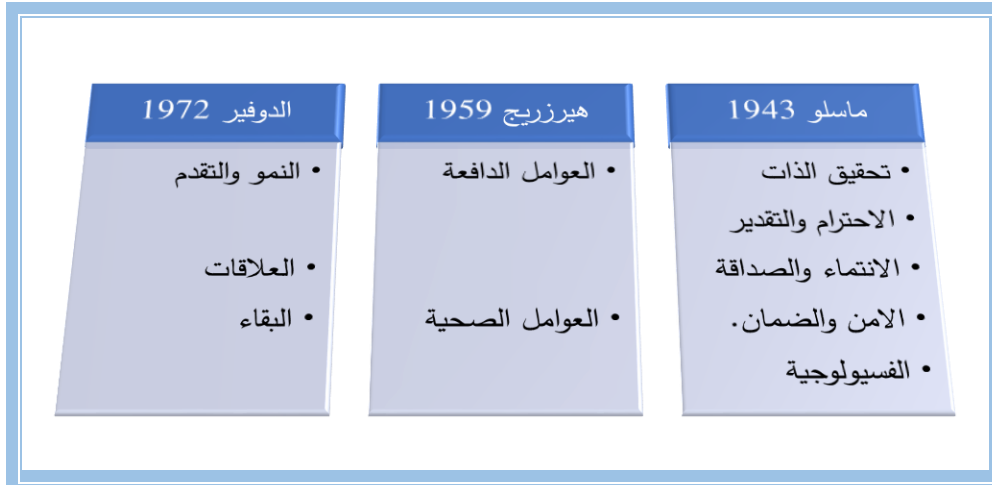 ماسلو 1943
• تحقيق الذات
• الاحترام والتقدير
• الانتماء والصداقة
• الامن والضمان.
• الفسيولوجية
هيرزريج 1959
• العوامل الدافعة
• العوامل الصحية
الدوفير 1972
• النمو والتقدم
• العلاقات
• البقاء